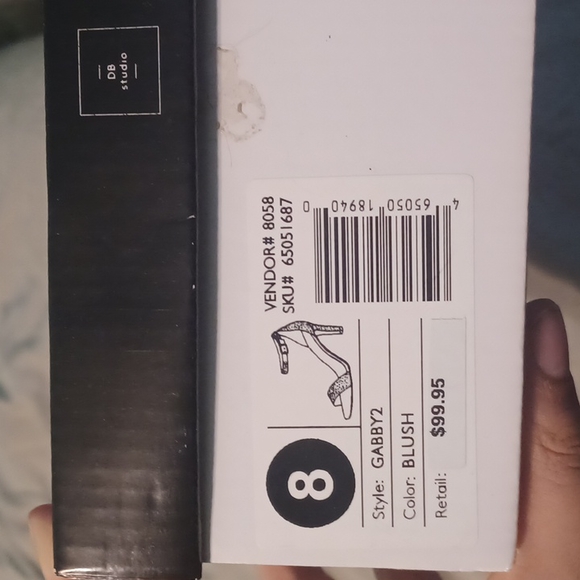 DB
studio
VENDOR# 8058
SKU# 65051687
4 65050 18940 0
8
Style: GABBY2
Color: BLUSH
Retail: $99.95